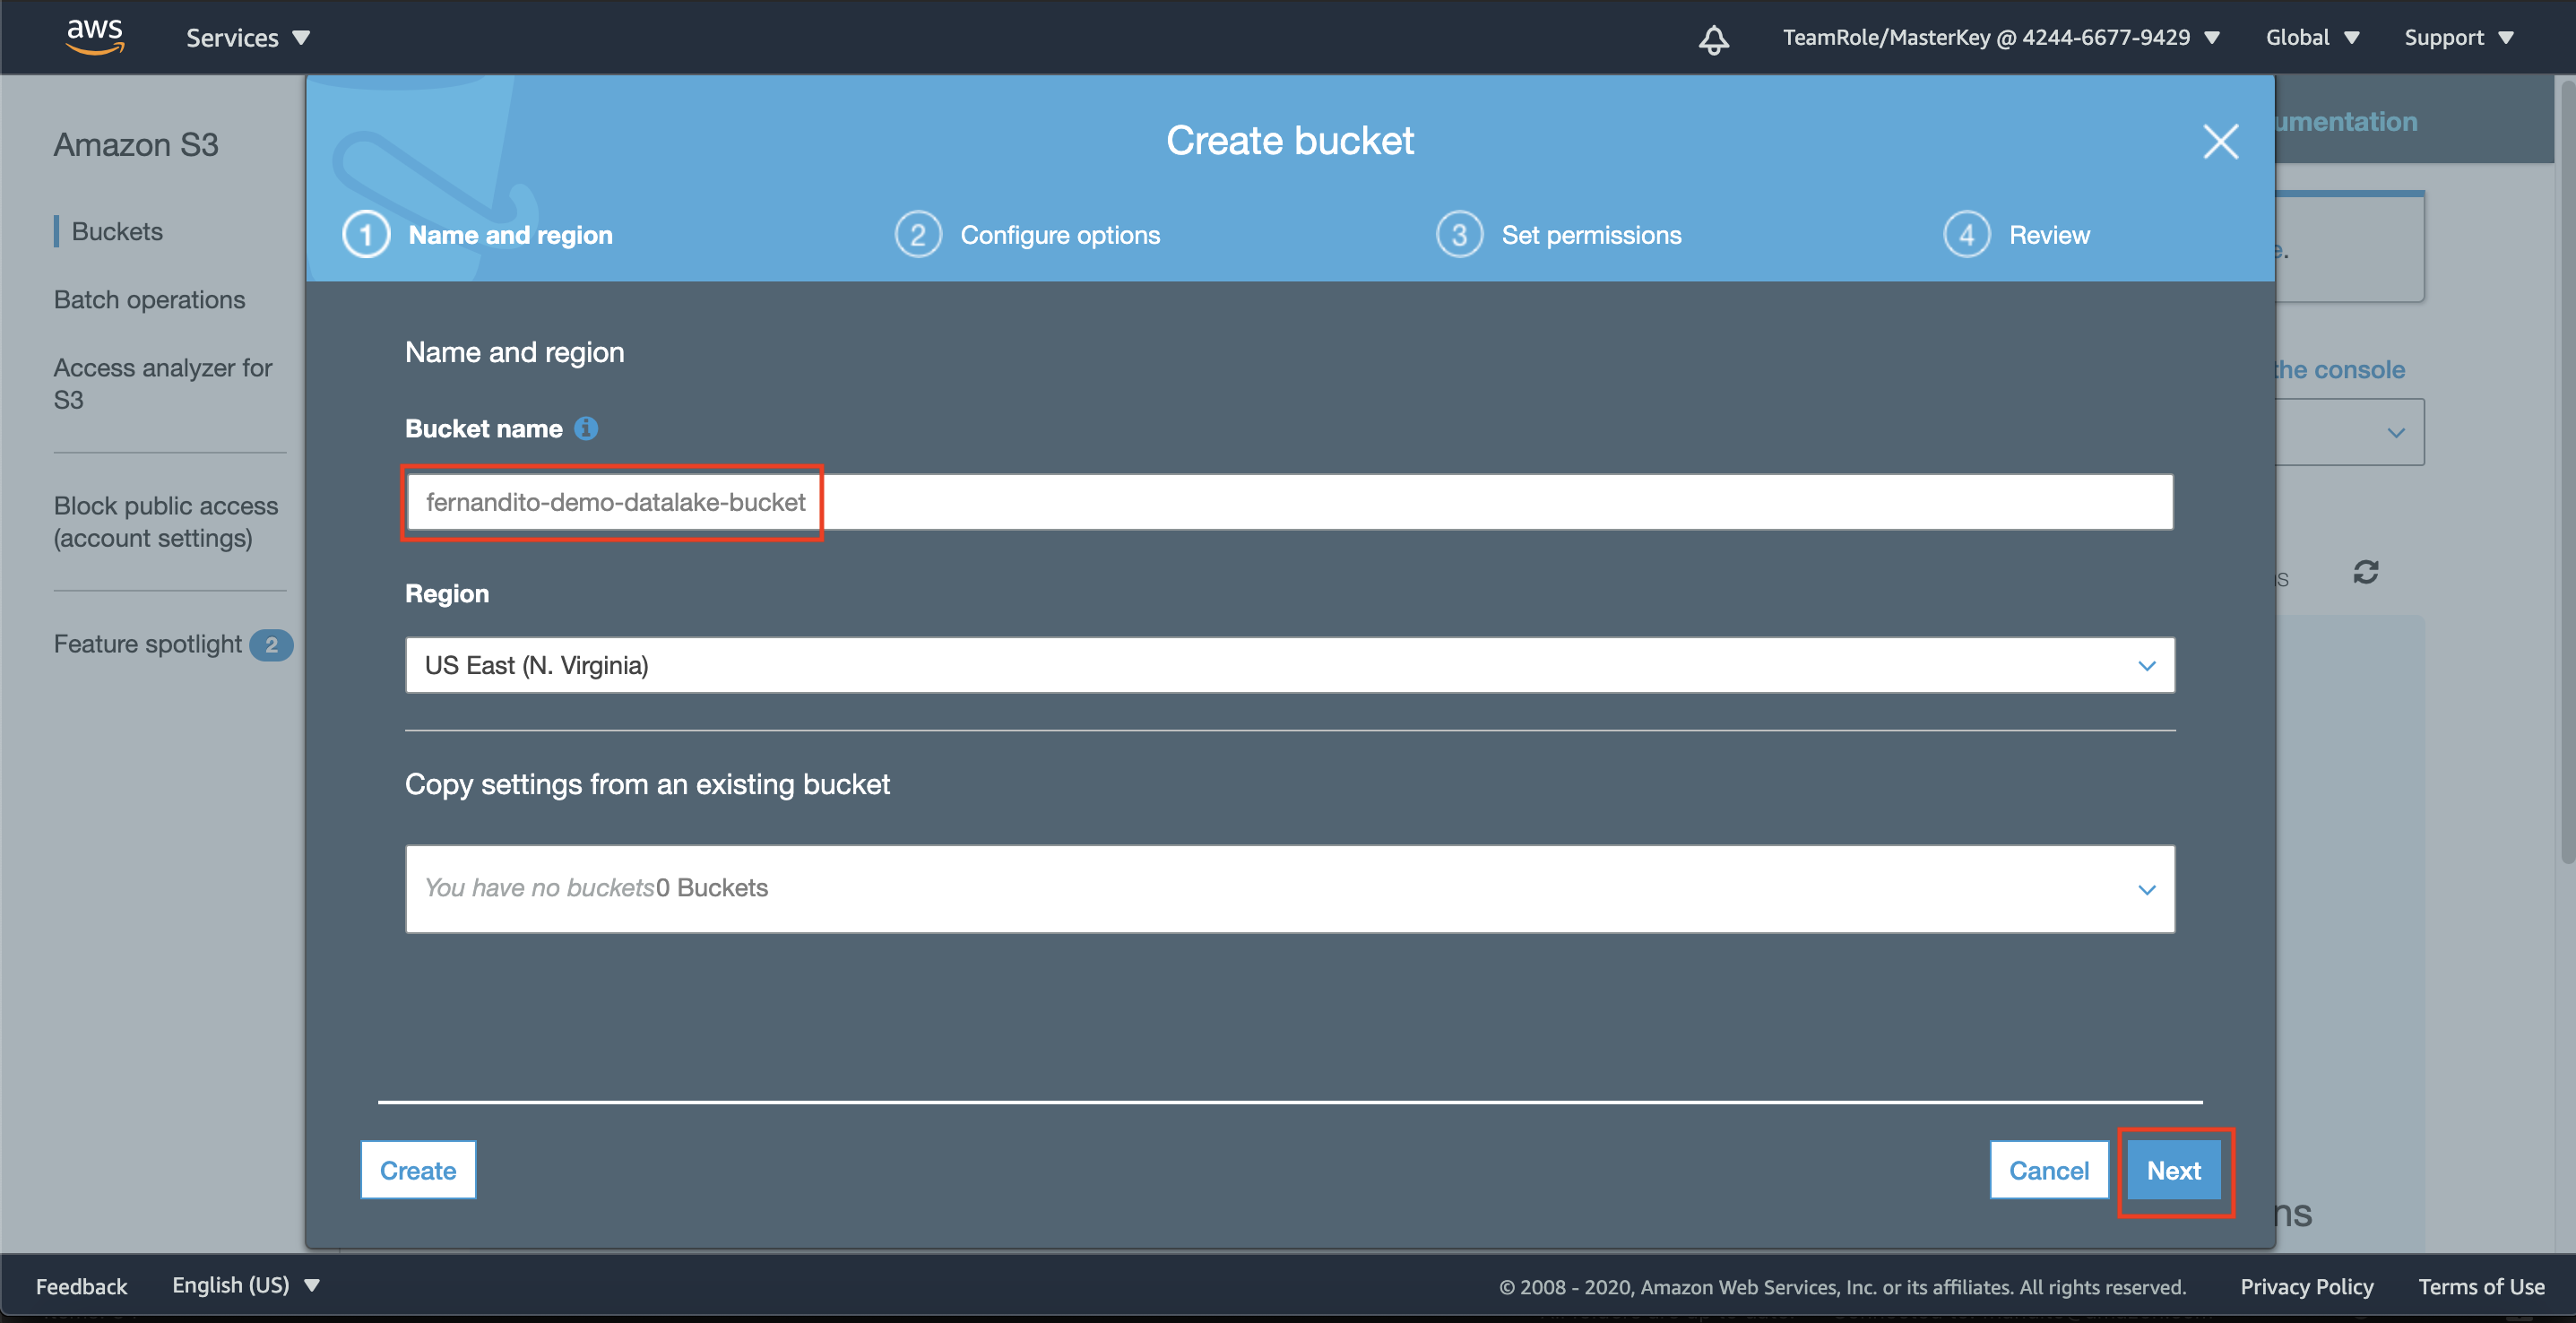 aws
Services
TeamRole/MasterKey @ 4244-6677-9429
Global
Support
Amazon S3
Buckets
Batch operations
Access analyzer for
S3
Block public access
(account settings)
Feature spotlight 2
umentation
e.
the console
Create bucket
1 Name and region
2 Configure options
3 Set permissions
4 Review
Name and region
Bucket name
fernandito-demo-datalake-bucket
Region
US East (N. Virginia)
Copy settings from an existing bucket
You have no buckets0 Buckets
Create
Cancel
Next
ns
Feedback
English (US)
© 2008 - 2020, Amazon Web Services, Inc. or its affiliates. All rights reserved.
Privacy Policy
Terms of Use